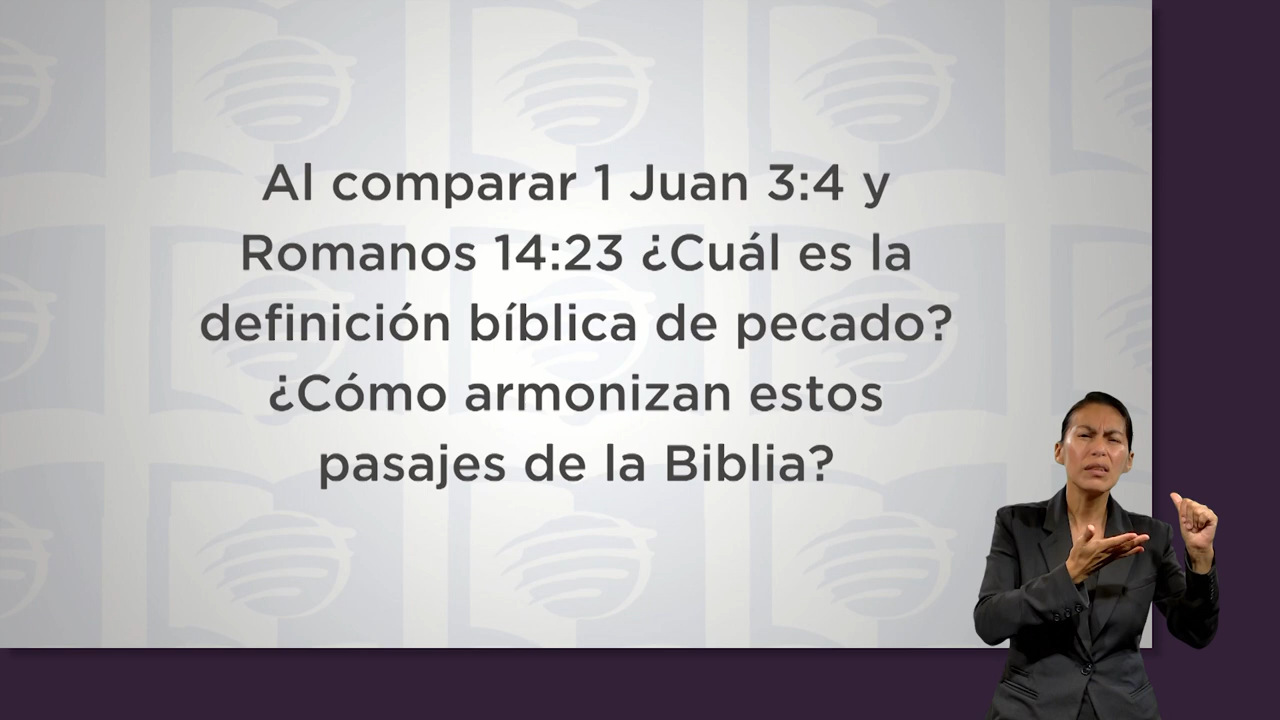 Al comparar 1 Juan 3:4 y
Romanos 14:23 ¿Cuál es la
definición bíblica de pecado?
¿Cómo armonizan estos
pasajes de la Biblia?